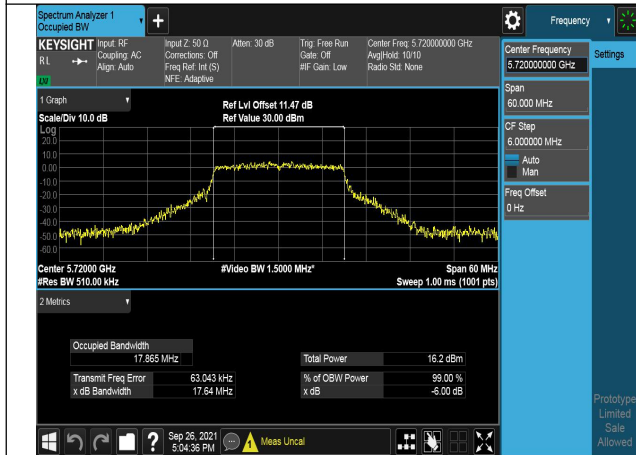 Spectrum Analyzer 1
Occupied BW
Frequency
KEYSIGHT
Input: RF
Input Z: 50 Ω
Atten: 30 dB
Trig: Free Run
Center Freq: 5.720000000 GHz
R L
Coupling: AC
Corrections: Off
Gate: Off
Avg|Hold: 10/10
Align: Auto
Freq Ref: Int (S)
#IF Gain: Low
Radio Std: None
NFE: Adaptive
Center Frequency
5.720000000 GHz
Settings
Span
60.000 MHz
CF Step
6.000000 MHz
Auto
Man
Freq Offset
0 Hz
1 Graph
Ref Lvl Offset 11.47 dB
Scale/Div 10.0 dB
Ref Value 30.00 dBm
Log
20.0
10.0
0.00
-10.0
-20.0
-30.0
-40.0
-50.0
-60.0
Center 5.72000 GHz
#Video BW 1.5000 MHz*
Span 60 MHz
#Res BW 510.00 kHz
Sweep 1.00 ms (1001 pts)
2 Metrics
Occupied Bandwidth
17.865 MHz
Total Power
16.2 dBm
Transmit Freq Error
63.043 kHz
% of OBW Power
99.00 %
x dB Bandwidth
17.64 MHz
x dB
-6.00 dB
Prototype
Limited
Sale
Allowed
?
Sep 26, 2021
5:04:36 PM
Meas Uncal